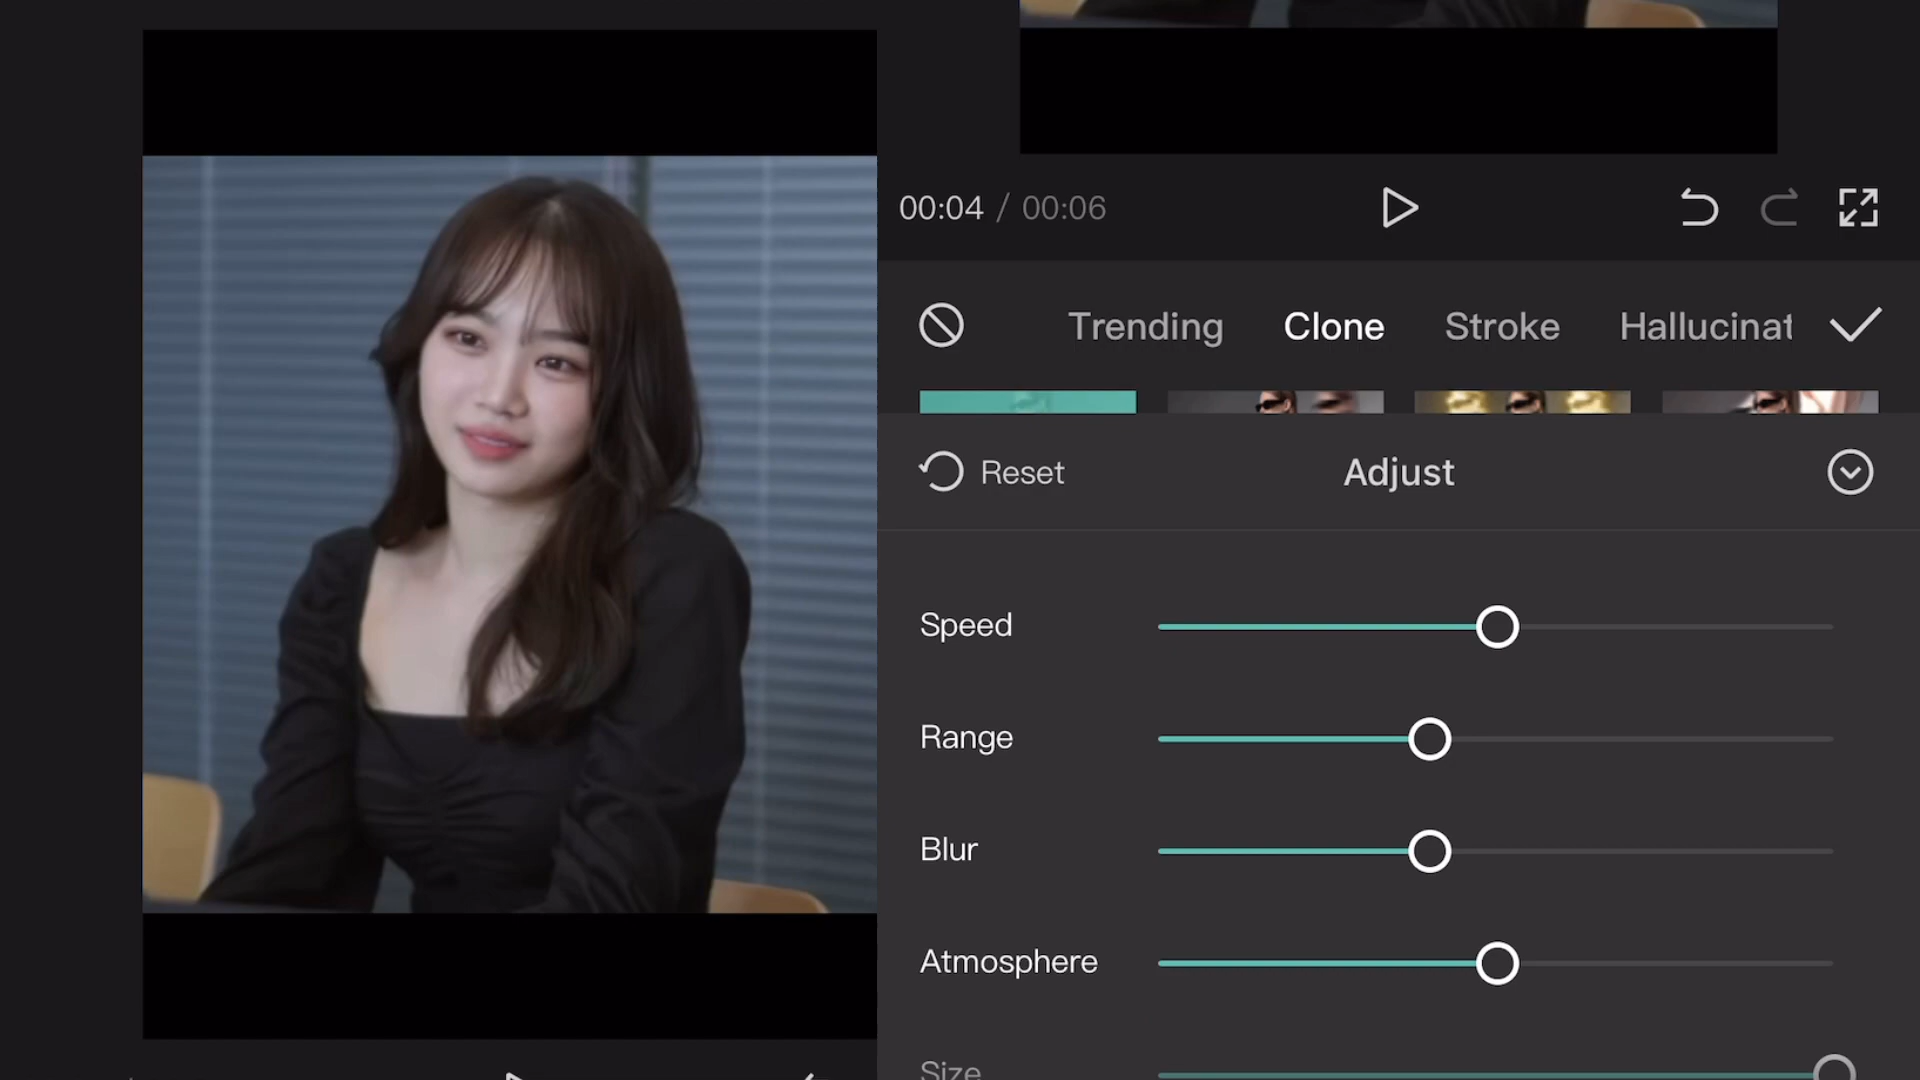 00:04 / 00:06
Trending Clone Stroke Hallucinat
Reset Adjust
Speed
Range
Blur
Atmosphere
Size